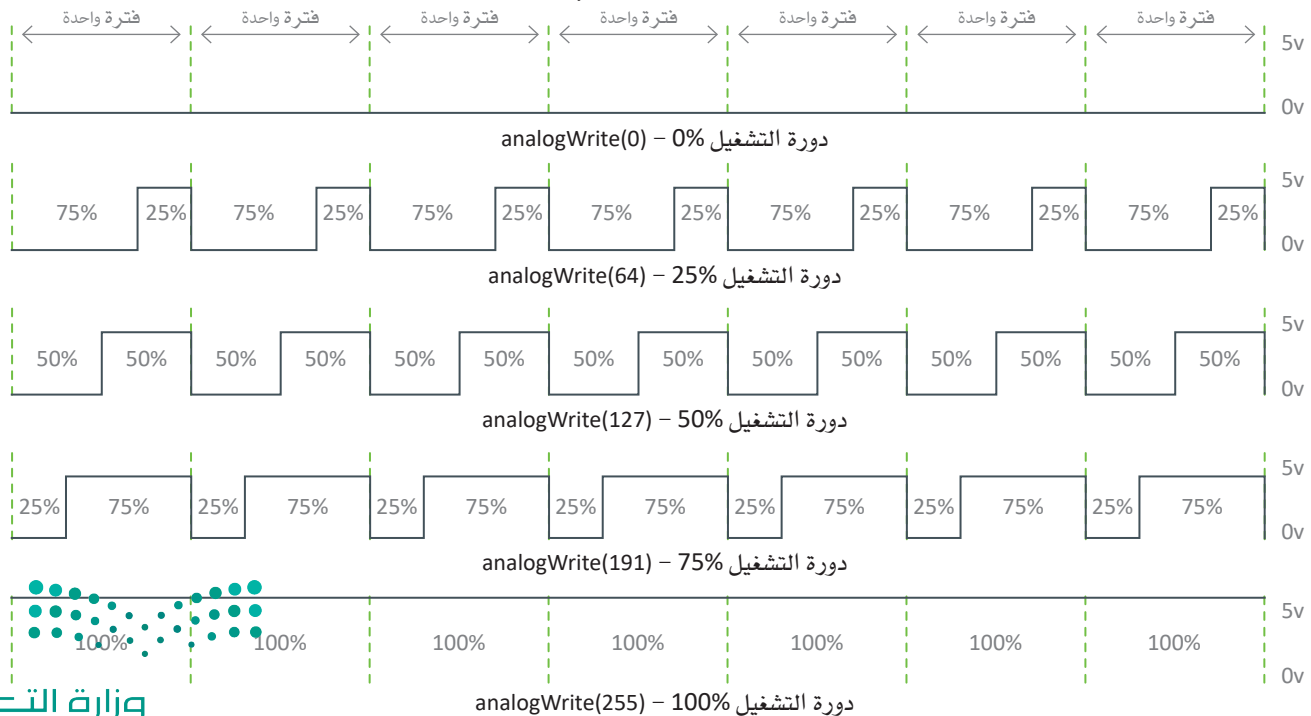 فترة واحدة فترة واحدة فترة واحدة فترة واحدة فترة واحدة فترة واحدة فترة واحدة
5v
0v
دورة التشغيل 0% – analogWrite(0)
5v
75% 25% 75% 25% 75% 25% 75% 25% 75% 25% 75% 25% 75% 25%
0v
دورة التشغيل 25% – analogWrite(64)
5v
50% 50% 50% 50% 50% 50% 50% 50% 50% 50% 50% 50% 50% 50%
0v
دورة التشغيل 50% – analogWrite(127)
5v
25% 75% 25% 75% 25% 75% 25% 75% 25% 75% 25% 75% 25% 75%
0v
دورة التشغيل 75% – analogWrite(191)
5v
100% 100% 100% 100% 100% 100% 100%
0v
دورة التشغيل 100% – analogWrite(255)
وزارة